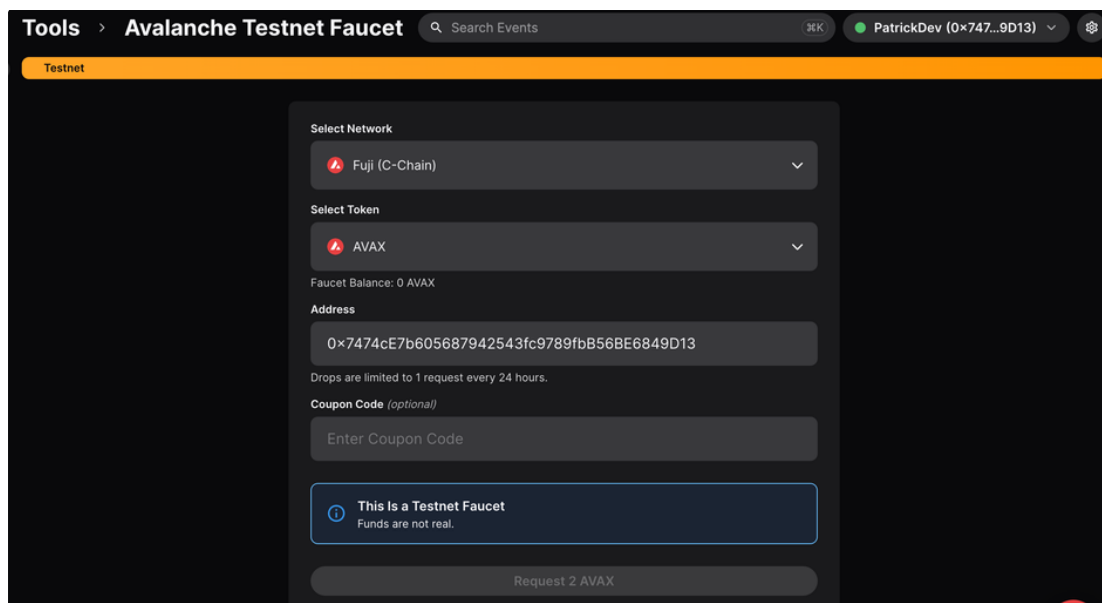 Tools > Avalanche Testnet Faucet Search Events ⌘K PatrickDev (0×747...9D13)
Testnet
Select Network
Fuji (C-Chain)
Select Token
AVAX
Faucet Balance: 0 AVAX
Address
0×7474cE7b605687942543fc9789fbB56BE6849D13
Drops are limited to 1 request every 24 hours.
Coupon Code (optional)
Enter Coupon Code
This Is a Testnet Faucet
Funds are not real.
Request 2 AVAX